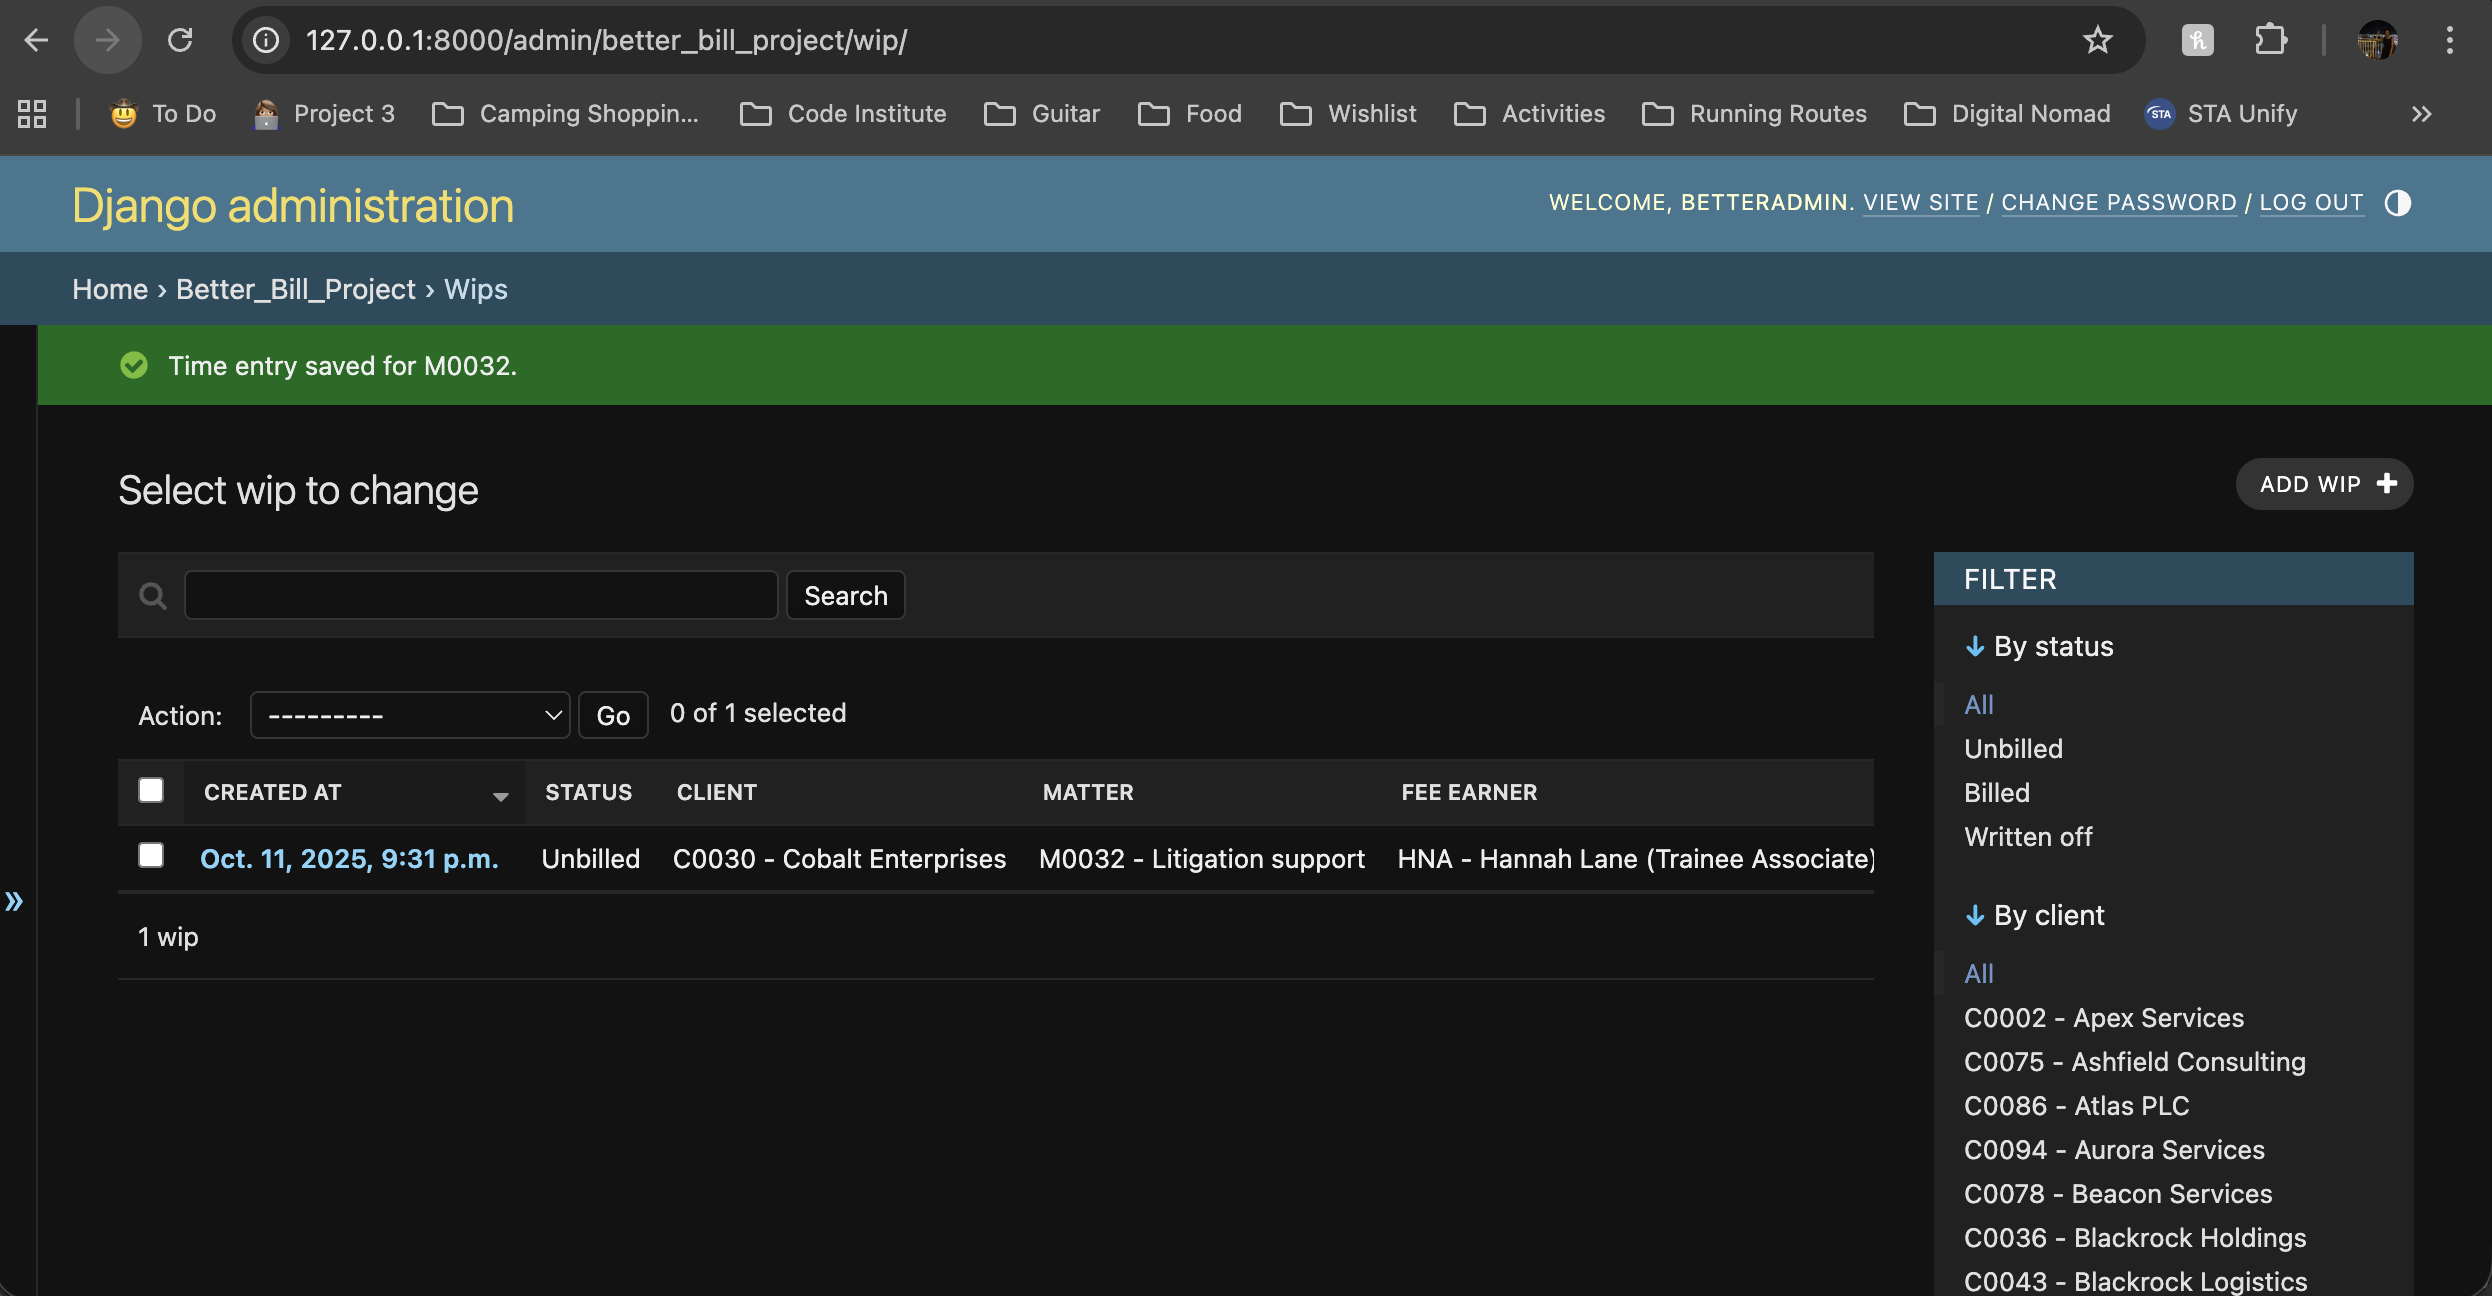 127.0.0.1:8000/admin/better_bill_project/wip/
To Do Project 3 Camping Shoppin... Code Institute Guitar Food Wishlist Activities Running Routes Digital Nomad STA STA Unify
Django administration
WELCOME, BETTERADMIN. VIEW SITE / CHANGE PASSWORD / LOG OUT
Home › Better_Bill_Project › Wips
Time entry saved for M0032.
Select wip to change
ADD WIP
Search
Action: --------- Go 0 of 1 selected
CREATED AT STATUS CLIENT MATTER FEE EARNER
Oct. 11, 2025, 9:31 p.m. Unbilled C0030 - Cobalt Enterprises M0032 - Litigation support HNA - Hannah Lane (Trainee Associate)
1 wip
FILTER
By status
All
Unbilled
Billed
Written off
By client
All
C0002 - Apex Services
C0075 - Ashfield Consulting
C0086 - Atlas PLC
C0094 - Aurora Services
C0078 - Beacon Services
C0036 - Blackrock Holdings
C0043 - Blackrock Logistics